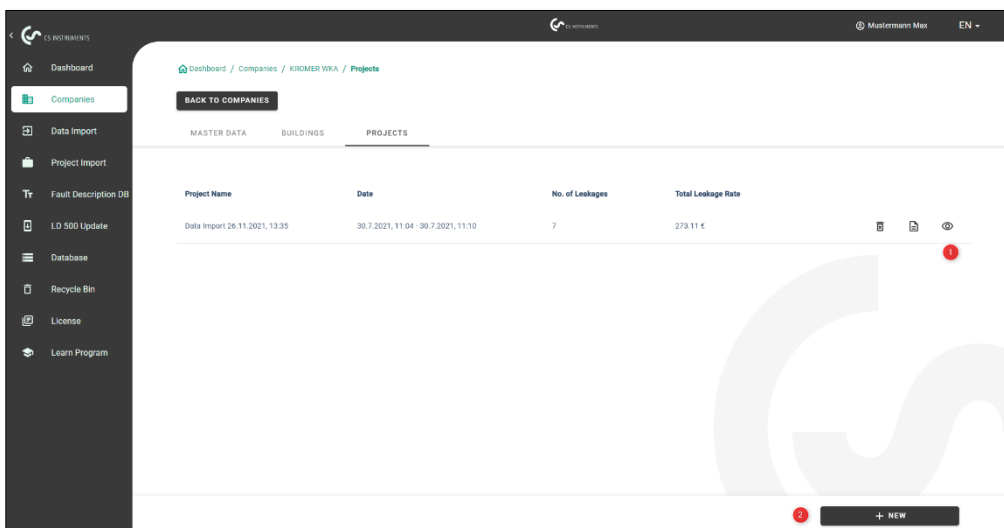 CS INSTRUMENTS
CS INSTRUMENTS
Mustermann Max
EN
Dashboard
Companies
Data Import
Project Import
Fault Description DB
LD 500 Update
Database
Recycle Bin
License
Learn Program
Dashboard / Companies / KROMER WKA / Projects
BACK TO COMPANIES
MASTER DATA BUILDINGS PROJECTS
Project Name Date No. of Leakages Total Leakage Rate
Data Import 26.11.2021, 13:35 30.7.2021, 11:04 - 30.7.2021, 11:10 7 273.11 €
1
2
+ NEW